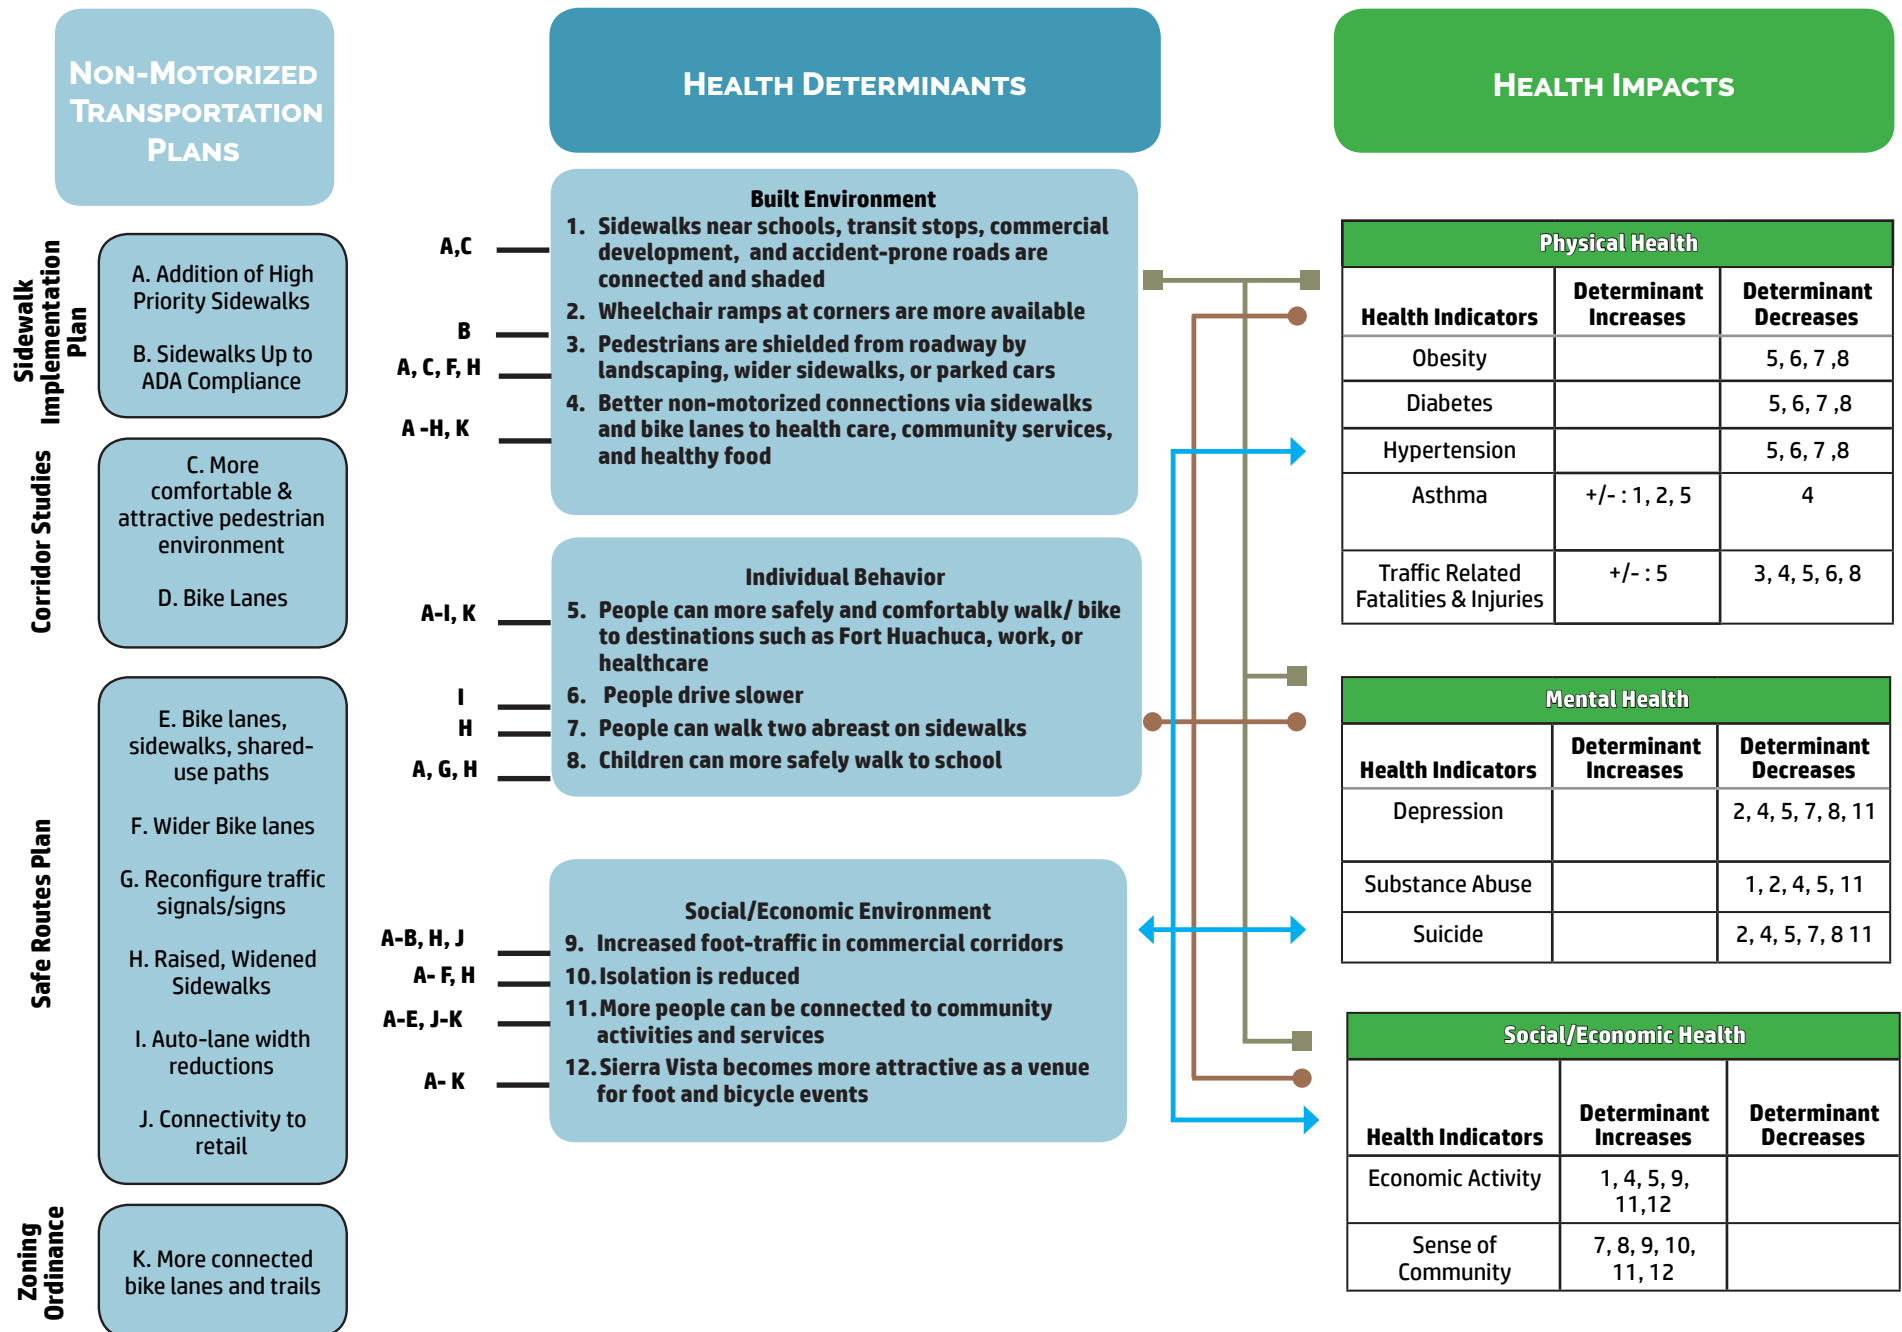 NON-MOTORIZED
TRANSPORTATION
PLANS
HEALTH DETERMINANTS
HEALTH IMPACTS
Sidewalk
Implementation
Plan
A. Addition of High
Priority Sidewalks
B. Sidewalks Up to
ADA Compliance
Corridor Studies
C. More
comfortable &
attractive pedestrian
environment
D. Bike Lanes
Safe Routes Plan
E. Bike lanes,
sidewalks, shared-
use paths
F. Wider Bike lanes
G. Reconfigure traffic
signals/signs
H. Raised, Widened
Sidewalks
I. Auto-lane width
reductions
J. Connectivity to
retail
Zoning
Ordinance
K. More connected
bike lanes and trails
Built Environment
A,C
1. Sidewalks near schools, transit stops, commercial
development, and accident-prone roads are
connected and shaded
B
2. Wheelchair ramps at corners are more available
A, C, F, H
3. Pedestrians are shielded from roadway by
landscaping, wider sidewalks, or parked cars
A -H, K
4. Better non-motorized connections via sidewalks
and bike lanes to health care, community services,
and healthy food
Individual Behavior
A-I, K
5. People can more safely and comfortably walk/ bike
to destinations such as Fort Huachuca, work, or
healthcare
I
6. People drive slower
H
7. People can walk two abreast on sidewalks
A, G, H
8. Children can more safely walk to school
Social/Economic Environment
A-B, H, J
9. Increased foot-traffic in commercial corridors
A- F, H
10. Isolation is reduced
A-E, J-K
11. More people can be connected to community
activities and services
A- K
12. Sierra Vista becomes more attractive as a venue
for foot and bicycle events
Physical Health
Health Indicators
Determinant
Increases
Determinant
Decreases
Obesity 5, 6, 7 ,8
Diabetes 5, 6, 7 ,8
Hypertension 5, 6, 7 ,8
Asthma +/- : 1, 2, 5 4
Traffic Related
Fatalities & Injuries
+/- : 5 3, 4, 5, 6, 8
Mental Health
Health Indicators
Determinant
Increases
Determinant
Decreases
Depression 2, 4, 5, 7, 8, 11
Substance Abuse 1, 2, 4, 5, 11
Suicide 2, 4, 5, 7, 8 11
Social/Economic Health
Health Indicators
Determinant
Increases
Determinant
Decreases
Economic Activity
1, 4, 5, 9,
11,12
Sense of
Community
7, 8, 9, 10,
11, 12